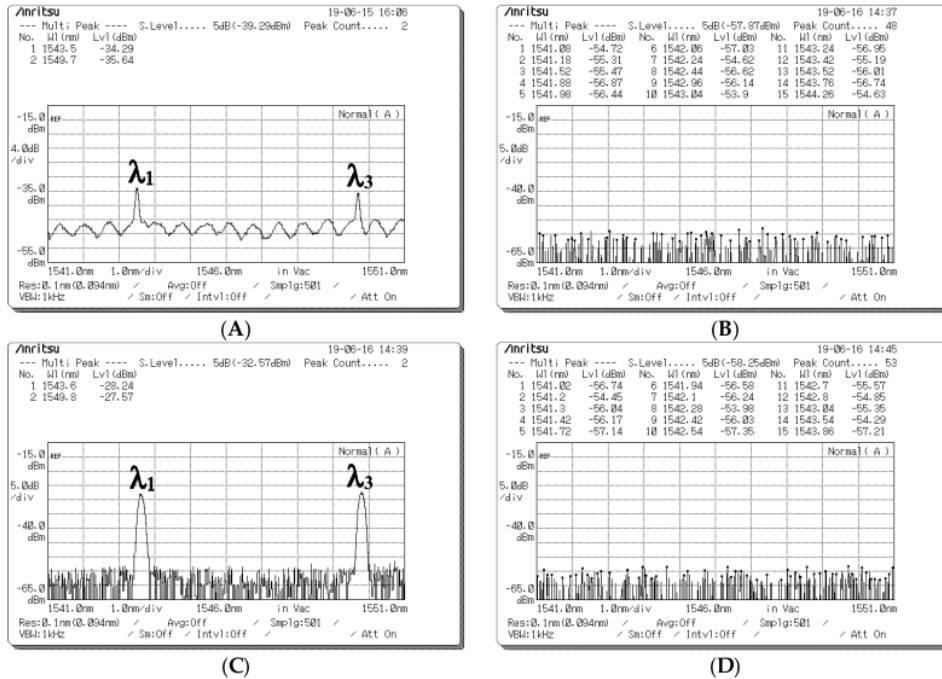 Anritsu 19-06-15 16:06
--- Multi Peak ---- S.Level..... 5dB(-39.29dBm) Peak Count..... 2
No. Wl(nm) Lvl(dBm)
1 1543.5 -34.29
2 1549.7 -35.64
Normal(A)
-15.0 REF
dBm
4.0dB
/div
λ1 λ3
-35.0
dBm
-55.0
dBm
1541.0nm 1.0nm/div 1546.0nm in Vac 1551.0nm
Res:0.1nm(0.094nm) / Avg:Off / Smplg:501 /
VBW:1kHz / Sm:Off / Intvl:Off / / Att On
(A)
Anritsu 19-06-16 14:37
--- Multi Peak ---- S.Level..... 5dB(-57.87dBm) Peak Count..... 48
No. Wl(nm) Lvl(dBm) No. Wl(nm) Lvl(dBm) No. Wl(nm) Lvl(dBm)
1 1541.08 -54.72 6 1542.06 -57.03 11 1543.24 -56.95
2 1541.18 -55.31 7 1542.24 -54.62 12 1543.42 -55.19
3 1541.52 -55.47 8 1542.44 -56.62 13 1543.52 -56.01
4 1541.88 -56.87 9 1542.96 -56.14 14 1543.76 -56.74
5 1541.98 -56.44 10 1543.04 -53.9 15 1544.26 -54.63
Normal(A)
-15.0 REF
dBm
5.0dB
/div
-40.0
dBm
-65.0
dBm
1541.0nm 1.0nm/div 1546.0nm in Vac 1551.0nm
Res:0.1nm(0.094nm) / Avg:Off / Smplg:501 /
VBW:1kHz / Sm:Off / Intvl:Off / / Att On
(B)
Anritsu 19-06-16 14:39
--- Multi Peak ---- S.Level..... 5dB(-32.57dBm) Peak Count..... 2
No. Wl(nm) Lvl(dBm)
1 1543.6 -28.24
2 1549.8 -27.57
Normal(A)
-15.0 REF
dBm
λ1 λ3
5.0dB
/div
-40.0
dBm
-65.0
dBm
1541.0nm 1.0nm/div 1546.0nm in Vac 1551.0nm
Res:0.1nm(0.094nm) / Avg:Off / Smplg:501 /
VBW:1kHz / Sm:Off / Intvl:Off / / Att On
(C)
Anritsu 19-06-16 14:45
--- Multi Peak ---- S.Level..... 5dB(-58.25dBm) Peak Count..... 53
No. Wl(nm) Lvl(dBm) No. Wl(nm) Lvl(dBm) No. Wl(nm) Lvl(dBm)
1 1541.02 -56.74 6 1541.94 -56.58 11 1542.7 -55.57
2 1541.2 -54.45 7 1542.1 -56.24 12 1542.8 -54.85
3 1541.3 -56.04 8 1542.28 -53.98 13 1543.04 -55.35
4 1541.42 -56.17 9 1542.42 -56.03 14 1543.54 -54.29
5 1541.72 -57.14 10 1542.54 -57.35 15 1543.86 -57.21
Normal(A)
-15.0 REF
dBm
5.0dB
/div
-40.0
dBm
-65.0
dBm
1541.0nm 1.0nm/div 1546.0nm in Vac 1551.0nm
Res:0.1nm(0.094nm) / Avg:Off / Smplg:501 /
VBW:1kHz / Sm:Off / Intvl:Off / / Att On
(D)